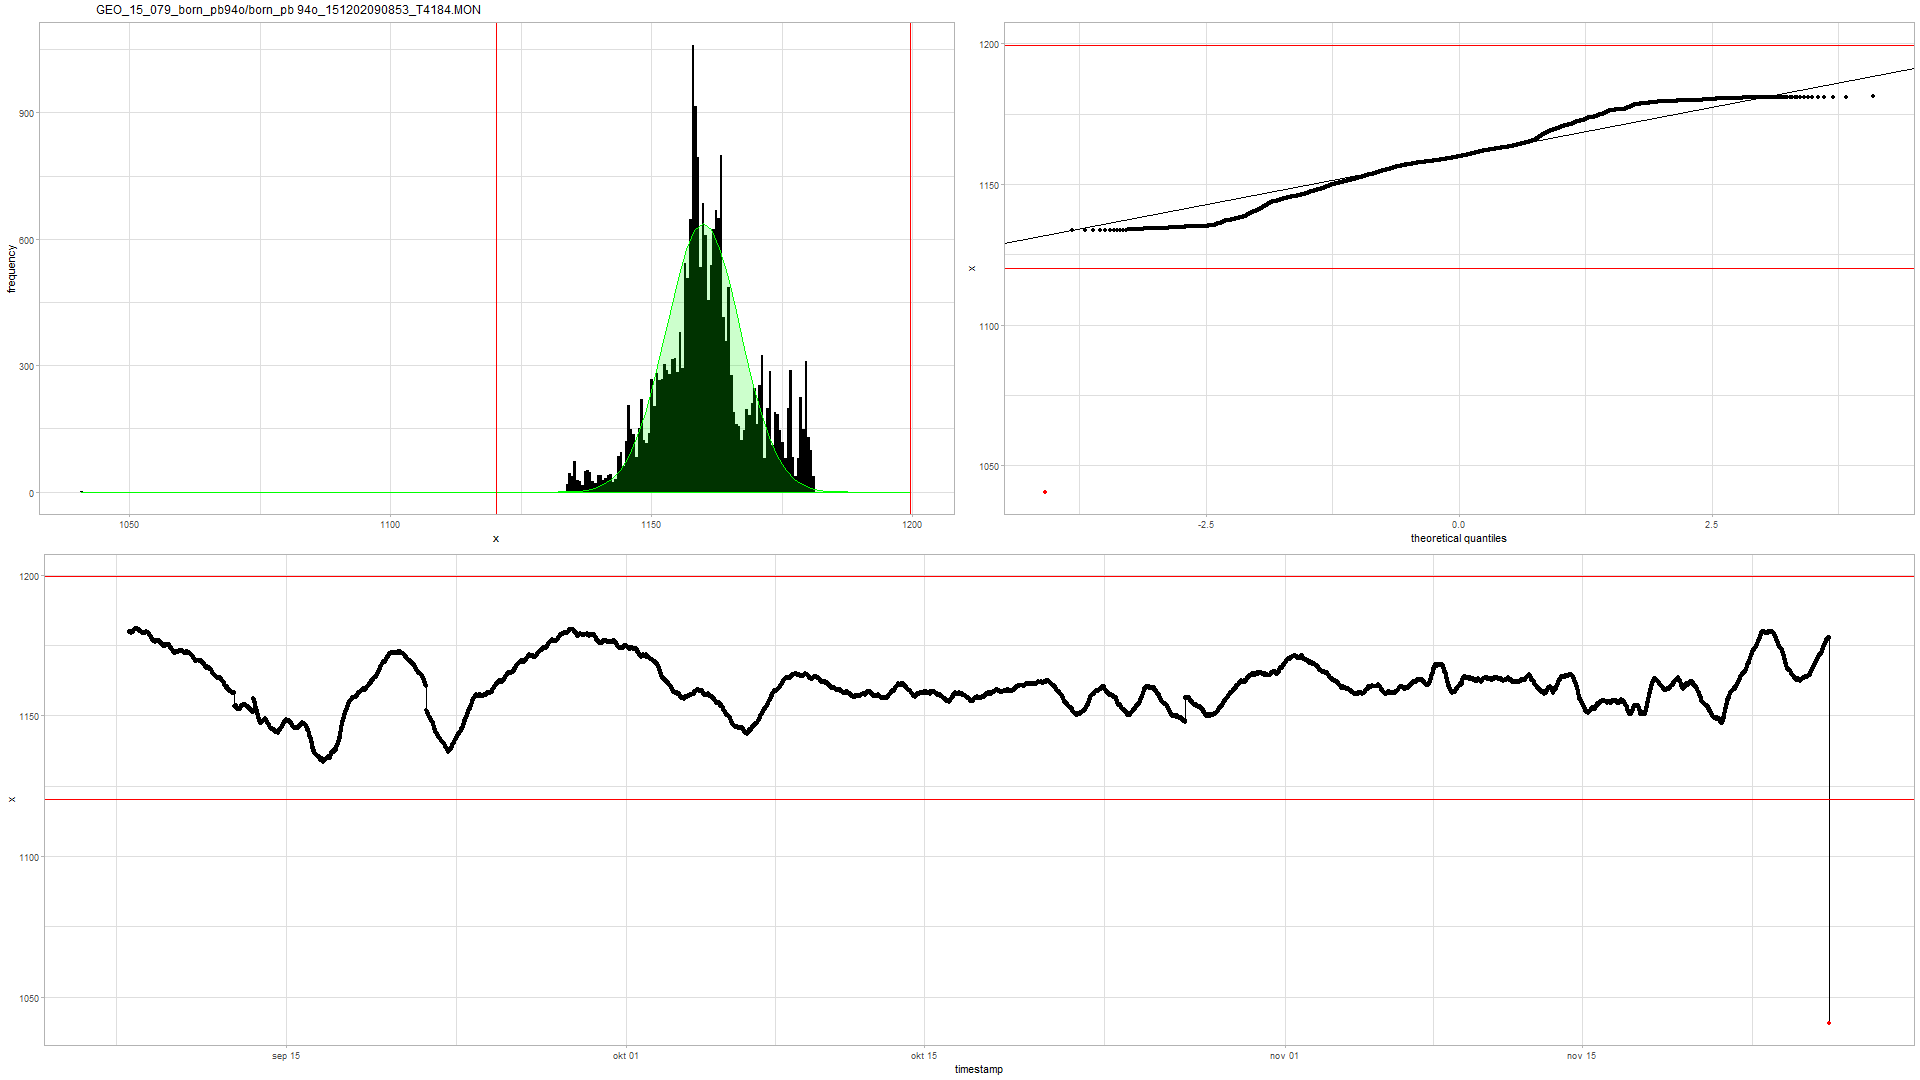 GEO_15_079_born_pb94o/born_pb 94o_151202090853_T4184.MON
frequency
900
600
300
0
1050
1100
1150
1200
x
x
1200
1150
1100
1050
-2.5
0.0
2.5
theoretical quantiles
x
1200
1150
1100
1050
sep 15
okt 01
okt 15
nov 01
nov 15
timestamp